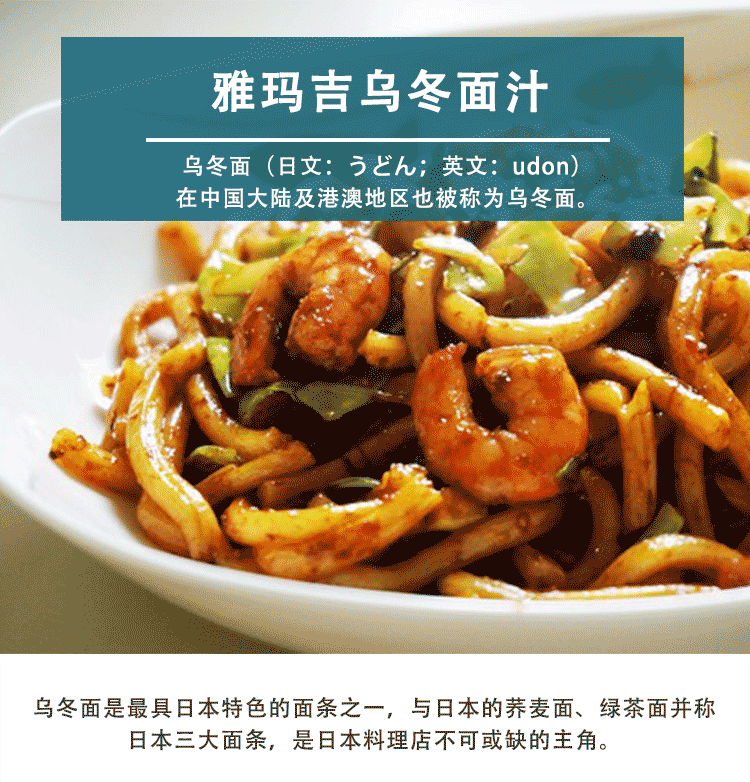 雅玛吉乌冬面汁
乌冬面（日文：うどん；英文：udon）
在中国大陆及港澳地区也被称为乌冬面。
乌冬面是最具日本特色的面条之一，与日本的荞麦面、绿茶面并称
日本三大面条，是日本料理店不可或缺的主角。